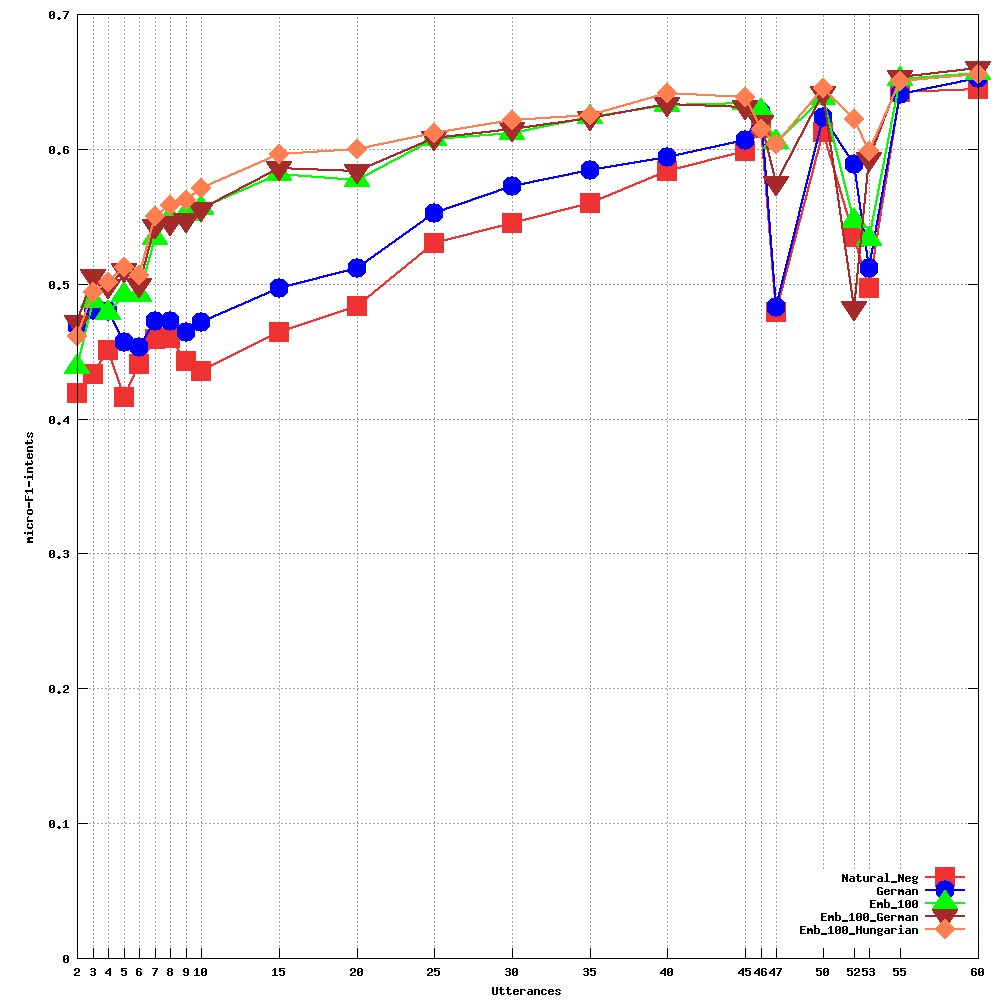 0.7
0.6
0.5
0.4
0.3
0.2
0.1
0
micro-F1-intents
2 3 4 5 6 7 8 9 10 15 20 25 30 35 40 45 46 47 50 52 53 55 60
Utterances
Natural_Neg
German
Emb_100
Emb_100_German
Emb_100_Hungarian